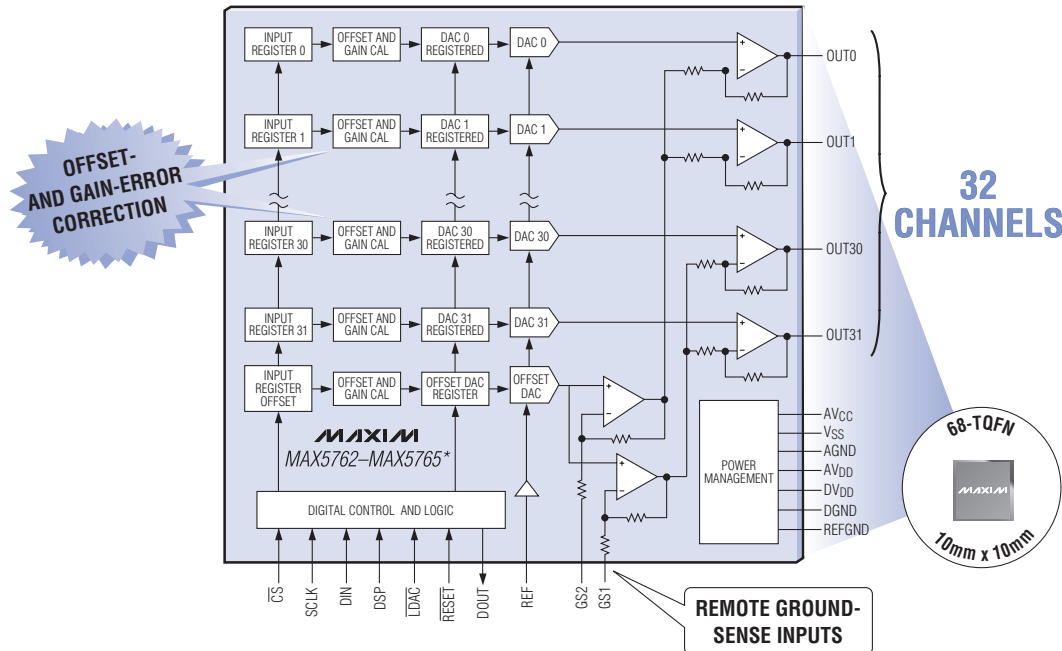 INPUT
REGISTER 0
OFFSET AND
GAIN CAL
DAC 0
REGISTERED
DAC 0
+
−
OUT0
INPUT
REGISTER 1
OFFSET AND
GAIN CAL
DAC 1
REGISTERED
DAC 1
+
−
OUT1
OFFSET-
AND GAIN-ERROR
CORRECTION
32
CHANNELS
INPUT
REGISTER 30
OFFSET AND
GAIN CAL
DAC 30
REGISTERED
DAC 30
+
−
OUT30
INPUT
REGISTER 31
OFFSET AND
GAIN CAL
DAC 31
REGISTERED
DAC 31
+
−
OUT31
INPUT
REGISTER
OFFSET
OFFSET AND
GAIN CAL
OFFSET DAC
REGISTER
OFFSET
DAC
+
−
+
−
MAXIM
MAX5762–MAX5765*
DIGITAL CONTROL AND LOGIC
POWER
MANAGEMENT
AVCC
VSS
AGND
AVDD
DVDD
DGND
REFGND
68-TQFN
MAXIM
10mm x 10mm
CS
SCLK
DIN
DSP
LDAC
RESET
DOUT
REF
GS2
GS1
REMOTE GROUND-
SENSE INPUTS